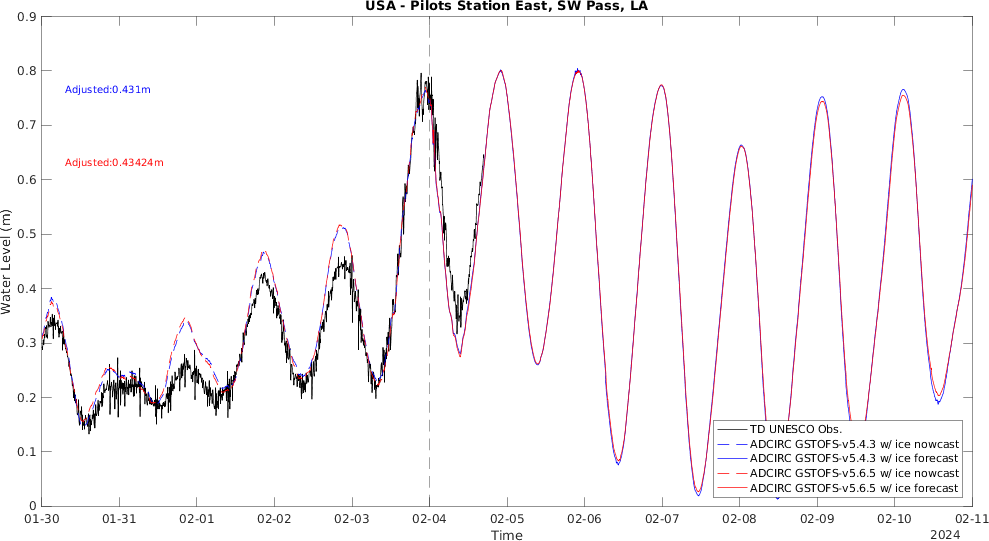 USA - Pilots Station East, SW Pass, LA
0.9
0.8
0.7
0.6
0.5
0.4
0.3
0.2
0.1
0
Water Level (m)
Adjusted:0.431m
Adjusted:0.43424m
TD UNESCO Obs.
ADCIRC GSTOFS-v5.4.3 w/ ice nowcast
ADCIRC GSTOFS-v5.4.3 w/ ice forecast
ADCIRC GSTOFS-v5.6.5 w/ ice nowcast
ADCIRC GSTOFS-v5.6.5 w/ ice forecast
01-30 01-31 02-01 02-02 02-03 02-04 02-05 02-06 02-07 02-08 02-09 02-10 02-11
Time
2024